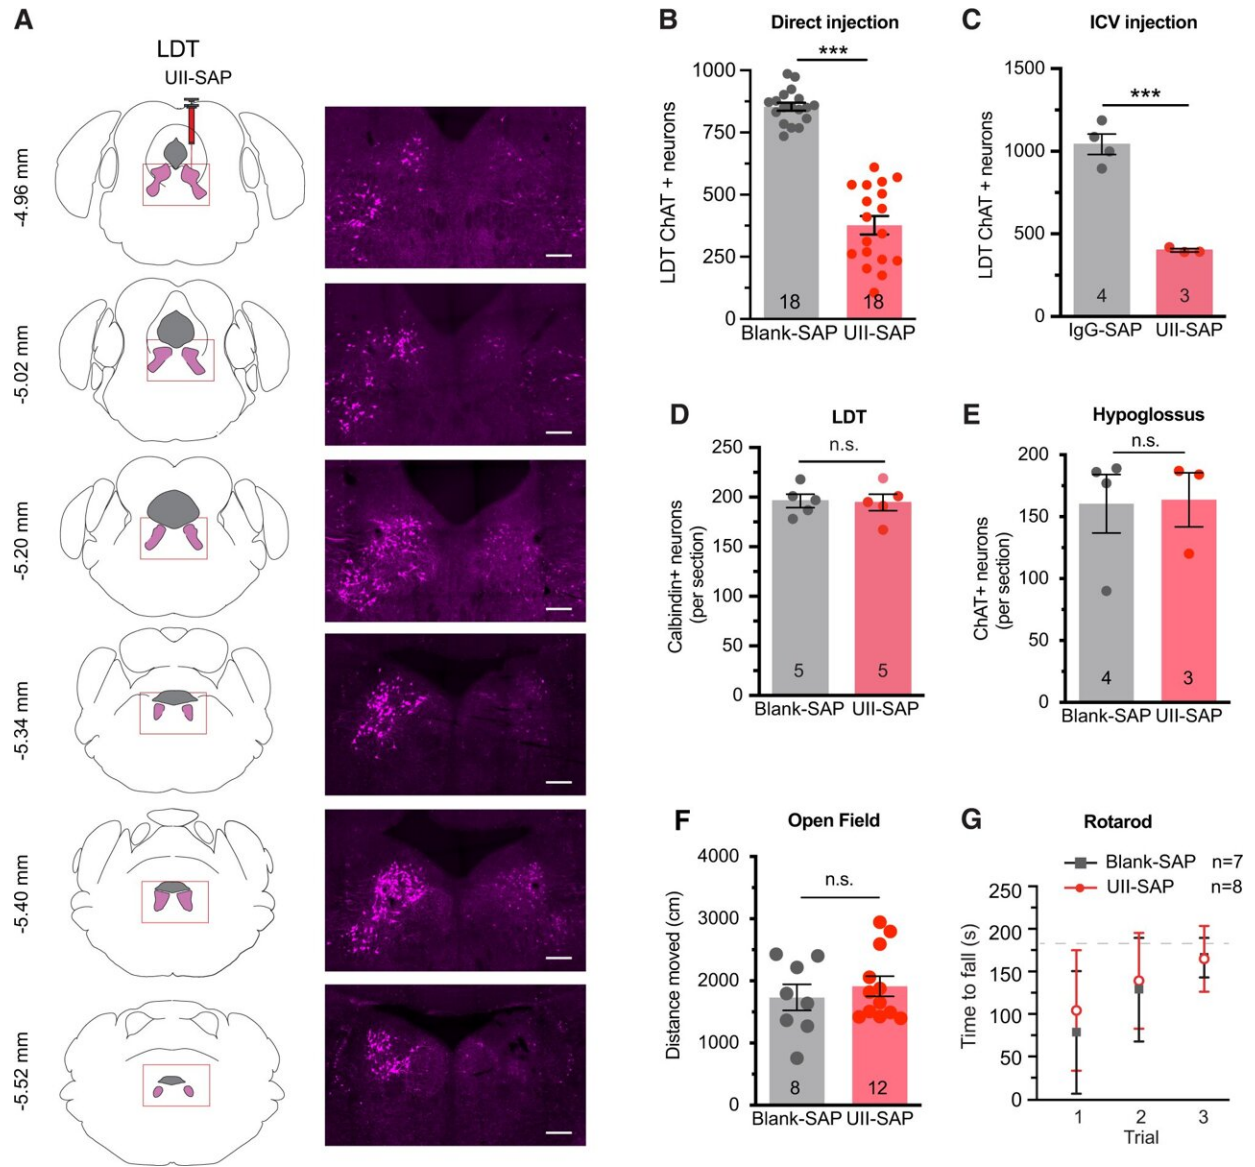 A
LDT
UII-SAP
-4.96 mm
-5.02 mm
-5.20 mm
-5.34 mm
-5.40 mm
-5.52 mm
B
Direct injection
***
LDT ChAT + neurons
1000
750
500
250
0
18
18
Blank-SAP
UII-SAP
C
ICV injection
***
LDT ChAT + neurons
1500
1000
500
0
4
3
IgG-SAP
UII-SAP
D
LDT
n.s.
Calbindin+ neurons
(per section)
250
200
150
100
50
0
5
5
Blank-SAP
UII-SAP
E
Hypoglossus
n.s.
ChAT+ neurons
(per section)
200
150
100
50
0
4
3
Blank-SAP
UII-SAP
F
Open Field
n.s.
Distance moved (cm)
4000
3000
2000
1000
0
8
12
Blank-SAP
UII-SAP
G
Rotarod
Blank-SAP n=7
UII-SAP n=8
Time to fall (s)
250
200
150
100
50
0
1
2
3
Trial